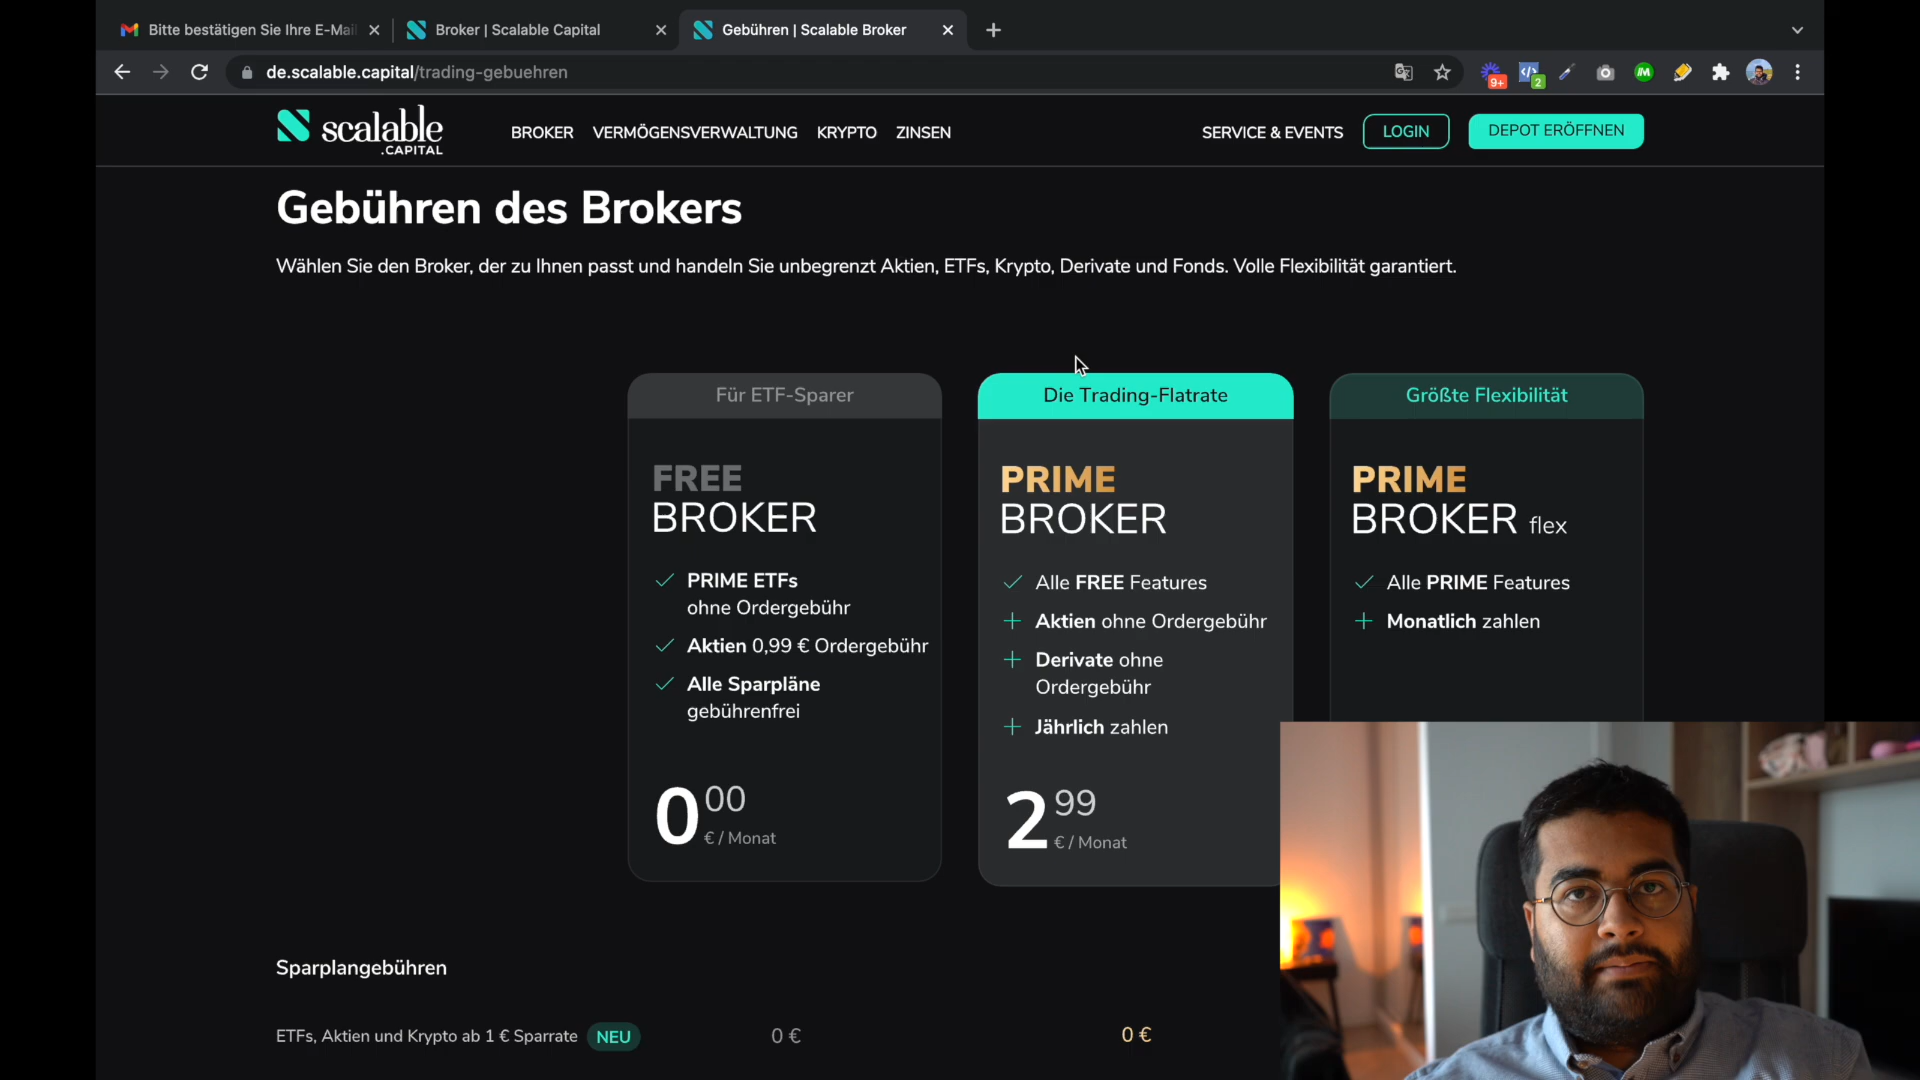 Bitte bestätigen Sie Ihre E-Mail
Broker | Scalable Capital
Gebühren | Scalable Broker
de.scalable.capital/trading-gebuehren
9+
2
scalable
.CAPITAL
BROKER
VERMÖGENSVERWALTUNG
KRYPTO
ZINSEN
SERVICE & EVENTS
LOGIN
DEPOT ERÖFFNEN
Gebühren des Brokers
Wählen Sie den Broker, der zu Ihnen passt und handeln Sie unbegrenzt Aktien, ETFs, Krypto, Derivate und Fonds. Volle Flexibilität garantiert.
Für ETF-Sparer
FREE
BROKER
PRIME ETFs
ohne Ordergebühr
Aktien 0,99 € Ordergebühr
Alle Sparpläne
gebührenfrei
0 00
€ / Monat
Die Trading-Flatrate
PRIME
BROKER
Alle FREE Features
Aktien ohne Ordergebühr
Derivate ohne
Ordergebühr
Jährlich zahlen
2 99
€ / Monat
Größte Flexibilität
PRIME
BROKER flex
Alle PRIME Features
Monatlich zahlen
Sparplangebühren
ETFs, Aktien und Krypto ab 1 € Sparrate NEU
0 €
0 €